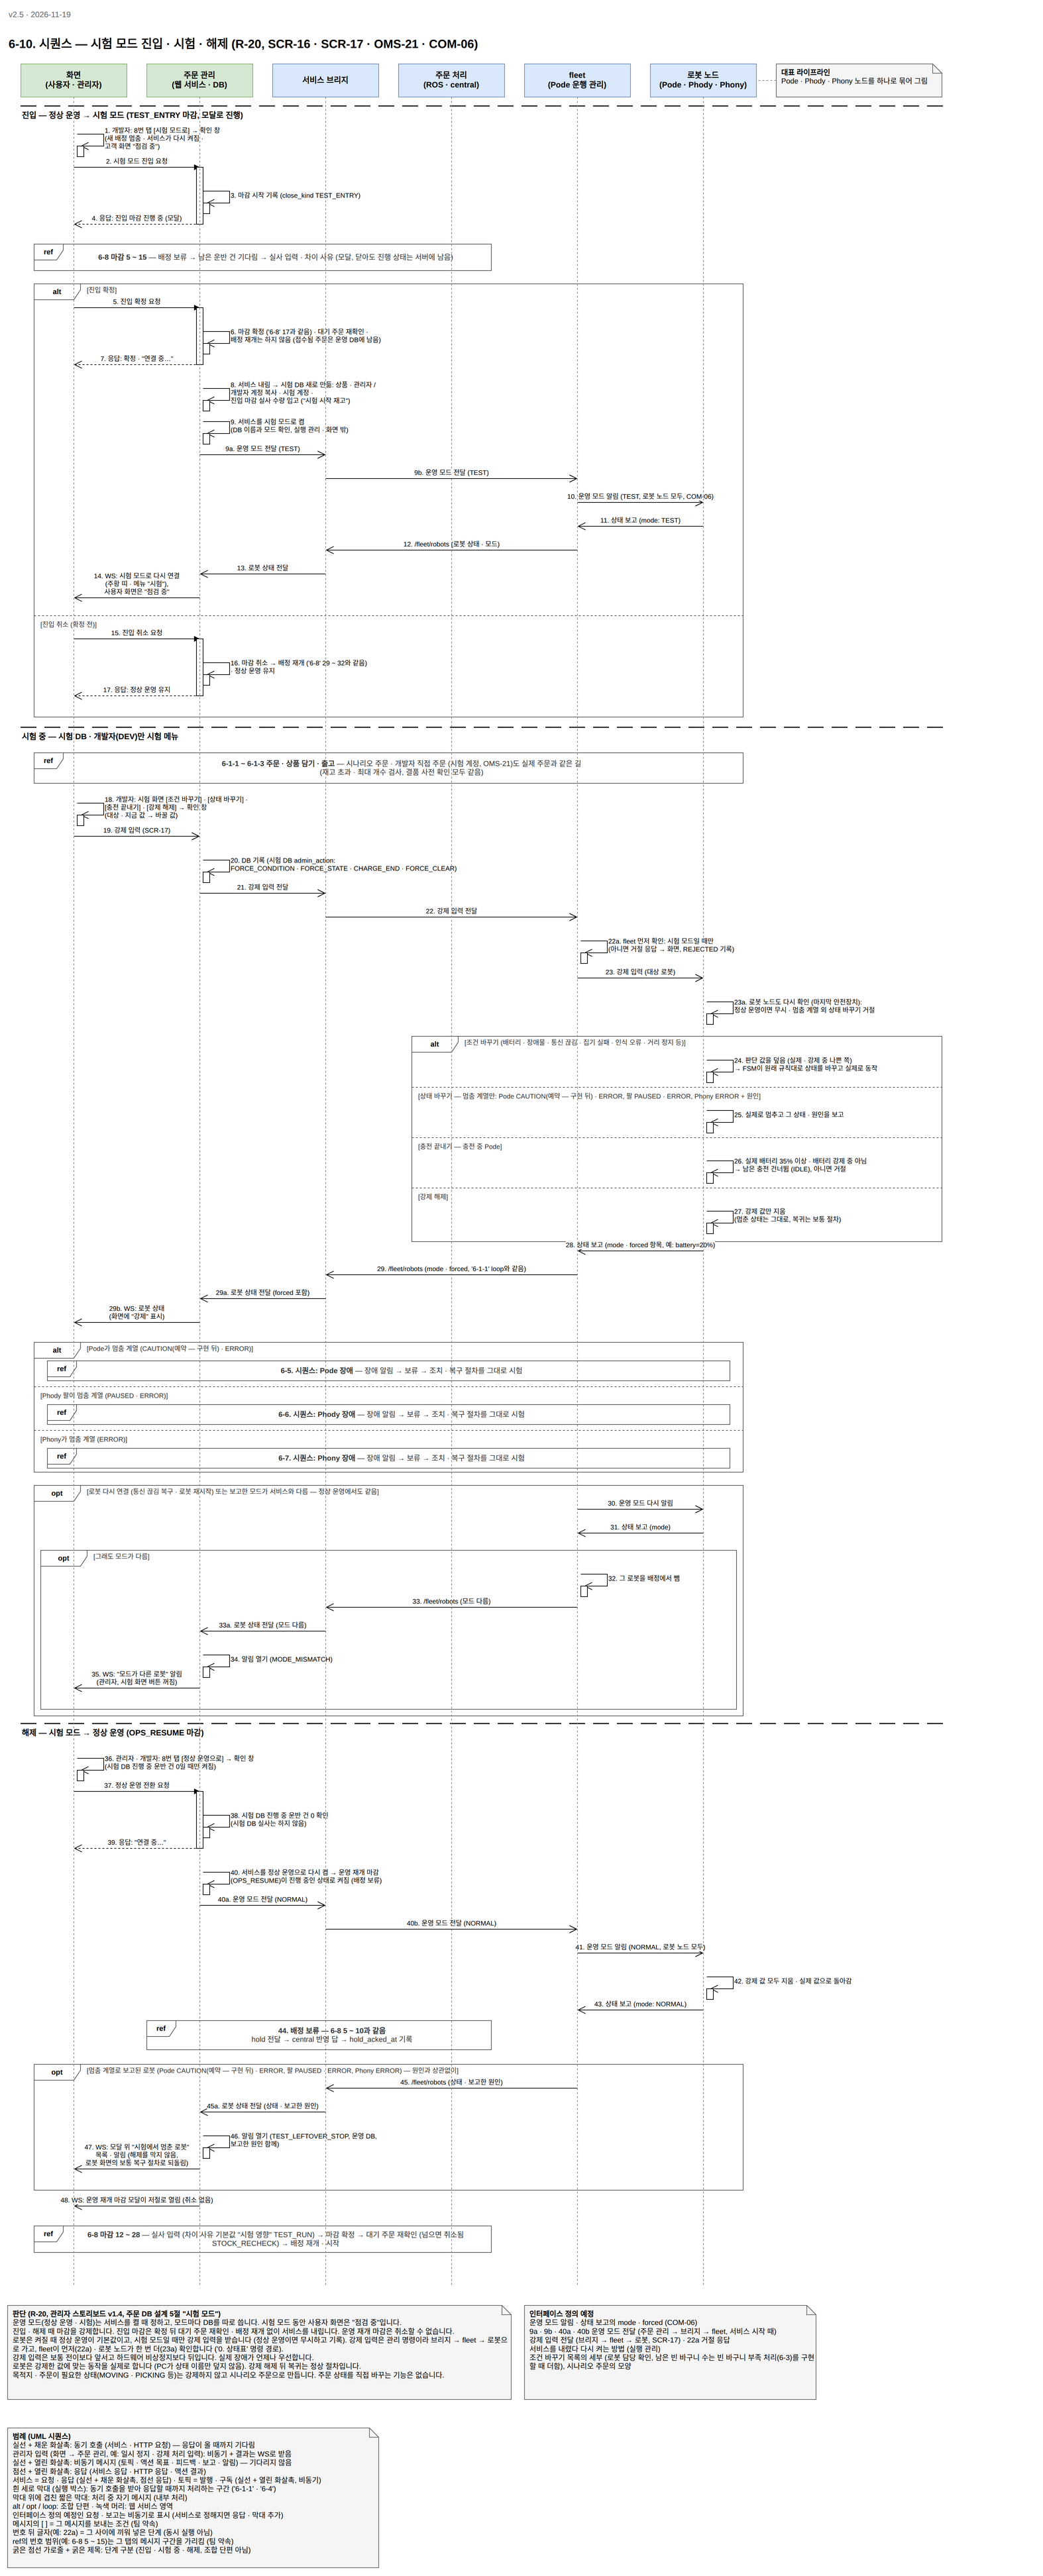 v2.5 · 2026-11-19
6-10. 시퀀스 — 시험 모드 진입 · 시험 · 해제 (R-20, SCR-16 · SCR-17 · OMS-21 · COM-06)
화면
(사용자 · 관리자)
주문 관리
(웹 서비스 · DB)
서비스 브리지
주문 처리
(ROS · central)
fleet
(Pode 운행 관리)
로봇 노드
(Pode · Phody · Phony)
대표 라이프라인
Pode · Phody · Phony 노드를 하나로 묶어 그림
진입 — 정상 운영 → 시험 모드 (TEST_ENTRY 마감, 모달로 진행)
1. 개발자: 8번 탭 [시험 모드로] → 확인 창
(새 배정 멈춤 · 서비스가 다시 켜짐 ·
고객 화면 "점검 중")
2. 시험 모드 진입 요청
3. 마감 시작 기록 (close_kind TEST_ENTRY)
4. 응답: 진입 마감 진행 중 (모달)
ref
6-8 마감 5 ~ 15 — 배정 보류 → 남은 운반 건 기다림 → 실사 입력 · 차이 사유 (모달, 닫아도 진행 상태는 서버에 남음)
alt
[진입 확정]
5. 진입 확정 요청
6. 마감 확정 ('6-8' 17과 같음) · 대기 주문 재확인 ·
배정 재개는 하지 않음 (접수된 주문은 운영 DB에 남음)
7. 응답: 확정 · "연결 중…"
8. 서비스 내림 → 시험 DB 새로 만듦: 상품 · 관리자 /
개발자 계정 복사 · 시험 계정 ·
진입 마감 실사 수량 입고 ("시험 시작 재고")
9. 서비스를 시험 모드로 켬
(DB 이름과 모드 확인, 실행 관리 · 화면 밖)
9a. 운영 모드 전달 (TEST)
9b. 운영 모드 전달 (TEST)
10. 운영 모드 알림 (TEST, 로봇 노드 모두, COM-06)
11. 상태 보고 (mode: TEST)
12. /fleet/robots (로봇 상태 · 모드)
13. 로봇 상태 전달
14. WS: 시험 모드로 다시 연결
(주황 띠 · 메뉴 "시험"),
사용자 화면은 "점검 중"
[진입 취소 (확정 전)]
15. 진입 취소 요청
16. 마감 취소 → 배정 재개 ('6-8' 29 ~ 32와 같음)
· 정상 운영 유지
17. 응답: 정상 운영 유지
시험 중 — 시험 DB · 개발자(DEV)만 시험 메뉴
ref
6-1-1 ~ 6-1-3 주문 · 상품 담기 · 출고 — 시나리오 주문 · 개발자 직접 주문 (시험 계정, OMS-21)도 실제 주문과 같은 길
(재고 초과 · 최대 개수 검사, 결품 사전 확인 모두 같음)
18. 개발자: 시험 화면 [조건 바꾸기] · [상태 바꾸기] ·
[충전 끝내기] · [강제 해제] → 확인 창
(대상 · 지금 값 → 바꿀 값)
19. 강제 입력 (SCR-17)
20. DB 기록 (시험 DB admin_action:
FORCE_CONDITION · FORCE_STATE · CHARGE_END · FORCE_CLEAR)
21. 강제 입력 전달
22. 강제 입력 전달
22a. fleet 먼저 확인: 시험 모드일 때만
(아니면 거절 응답 → 화면, REJECTED 기록)
23. 강제 입력 (대상 로봇)
23a. 로봇 노드도 다시 확인 (마지막 안전장치):
정상 운영이면 무시 · 멈춤 계열 외 상태 바꾸기 거절
alt
[조건 바꾸기 (배터리 · 장애물 · 통신 끊김 · 집기 실패 · 인식 오류 · 거리 정지 등)]
24. 판단 값을 덮음 (실제 · 강제 중 나쁜 쪽)
→ FSM이 원래 규칙대로 상태를 바꾸고 실제로 동작
[상태 바꾸기 — 멈춤 계열만: Pode CAUTION(예약 — 구현 뒤) · ERROR, 팔 PAUSED · ERROR, Phony ERROR + 원인]
25. 실제로 멈추고 그 상태 · 원인을 보고
[충전 끝내기 — 충전 중 Pode]
26. 실제 배터리 35% 이상 · 배터리 강제 중 아님
→ 남은 충전 건너뜀 (IDLE), 아니면 거절
[강제 해제]
27. 강제 값만 지움
(멈춘 상태는 그대로, 복귀는 보통 절차)
28. 상태 보고 (mode · forced 항목, 예: battery=20%)
29. /fleet/robots (mode · forced, '6-1-1' loop와 같음)
29a. 로봇 상태 전달 (forced 포함)
29b. WS: 로봇 상태
(화면에 "강제" 표시)
alt
[Pode가 멈춤 계열 (CAUTION(예약 — 구현 뒤) · ERROR)]
ref
6-5. 시퀀스: Pode 장애 — 장애 알림 → 보류 → 조치 · 복구 절차를 그대로 시험
[Phody 팔이 멈춤 계열 (PAUSED · ERROR)]
ref
6-6. 시퀀스: Phody 장애 — 장애 알림 → 보류 → 조치 · 복구 절차를 그대로 시험
[Phony가 멈춤 계열 (ERROR)]
ref
6-7. 시퀀스: Phony 장애 — 장애 알림 → 보류 → 조치 · 복구 절차를 그대로 시험
opt
[로봇 다시 연결 (통신 끊김 복구 · 로봇 재시작) 또는 보고한 모드가 서비스와 다름 — 정상 운영에서도 같음]
30. 운영 모드 다시 알림
31. 상태 보고 (mode)
opt
[그래도 모드가 다름]
32. 그 로봇을 배정에서 뺌
33. /fleet/robots (모드 다름)
33a. 로봇 상태 전달 (모드 다름)
34. 알림 열기 (MODE_MISMATCH)
35. WS: "모드가 다른 로봇" 알림
(관리자, 시험 화면 버튼 꺼짐)
해제 — 시험 모드 → 정상 운영 (OPS_RESUME 마감)
36. 관리자 · 개발자: 8번 탭 [정상 운영으로] → 확인 창
(시험 DB 진행 중 운반 건 0일 때만 켜짐)
37. 정상 운영 전환 요청
38. 시험 DB 진행 중 운반 건 0 확인
(시험 DB 실사는 하지 않음)
39. 응답: "연결 중…"
40. 서비스를 정상 운영으로 다시 켬 → 운영 재개 마감
(OPS_RESUME)이 진행 중인 상태로 켜짐 (배정 보류)
40a. 운영 모드 전달 (NORMAL)
40b. 운영 모드 전달 (NORMAL)
41. 운영 모드 알림 (NORMAL, 로봇 노드 모두)
42. 강제 값 모두 지움 · 실제 값으로 돌아감
43. 상태 보고 (mode: NORMAL)
ref
44. 배정 보류 — 6-8 5 ~ 10과 같음
hold 전달 → central 반영 답 → hold_acked_at 기록
opt
[멈춤 계열로 보고된 로봇 (Pode CAUTION(예약 — 구현 뒤) · ERROR, 팔 PAUSED · ERROR, Phony ERROR) — 원인과 상관없이]
45. /fleet/robots (상태 · 보고한 원인)
45a. 로봇 상태 전달 (상태 · 보고한 원인)
46. 알림 열기 (TEST_LEFTOVER_STOP, 운영 DB,
보고한 원인 함께)
47. WS: 모달 위 "시험에서 멈춘 로봇"
목록 · 알림 (해제를 막지 않음,
로봇 화면의 보통 복구 절차로 되돌림)
48. WS: 운영 재개 마감 모달이 저절로 열림 (취소 없음)
ref
6-8 마감 12 ~ 28 — 실사 입력 (차이 사유 기본값 "시험 영향" TEST_RUN) → 마감 확정 → 대기 주문 재확인 (넘으면 취소됨
STOCK_RECHECK) → 배정 재개 · 시작
판단 (R-20, 관리자 스토리보드 v1.4, 주문 DB 설계 5절 "시험 모드")
운영 모드(정상 운영 · 시험)는 서비스를 켤 때 정하고, 모드마다 DB를 따로 씁니다. 시험 모드 동안 사용자 화면은 "점검 중"입니다.
진입 · 해제 때 마감을 강제합니다. 진입 마감은 확정 뒤 대기 주문 재확인 · 배정 재개 없이 서비스를 내립니다. 운영 재개 마감은 취소할 수 없습니다.
로봇은 켜질 때 정상 운영이 기본값이고, 시험 모드일 때만 강제 입력을 받습니다 (정상 운영이면 무시하고 기록). 강제 입력은 관리 명령이라 브리지 → fleet → 로봇으
로 가고, fleet이 먼저(22a) · 로봇 노드가 한 번 더(23a) 확인합니다 ('0. 상태표' 명령 경로).
강제 입력은 보통 전이보다 앞서고 하드웨어 비상정지보다 뒤입니다. 실제 장애가 언제나 우선합니다.
로봇은 강제한 값에 맞는 동작을 실제로 합니다 (PC가 상태 이름만 덮지 않음). 강제 해제 뒤 복귀는 정상 절차입니다.
목적지 · 주문이 필요한 상태(MOVING · PICKING 등)는 강제하지 않고 시나리오 주문으로 만듭니다. 주문 상태를 직접 바꾸는 기능은 없습니다.
인터페이스 정의 예정
운영 모드 알림 · 상태 보고의 mode · forced (COM-06)
9a · 9b · 40a · 40b 운영 모드 전달 (주문 관리 → 브리지 → fleet, 서비스 시작 때)
강제 입력 전달 (브리지 → fleet → 로봇, SCR-17) · 22a 거절 응답
서비스를 내렸다 다시 켜는 방법 (실행 관리)
조건 바꾸기 목록의 세부 (로봇 담당 확인, 남은 빈 바구니 수는 빈 바구니 부족 처리(6-3)를 구현
할 때 더함), 시나리오 주문의 모양
범례 (UML 시퀀스)
실선 + 채운 화살촉: 동기 호출 (서비스 · HTTP 요청) — 응답이 올 때까지 기다림
관리자 입력 (화면 → 주문 관리, 예: 일시 정지 · 강제 처리 입력): 비동기 + 결과는 WS로 받음
실선 + 열린 화살촉: 비동기 메시지 (토픽 · 액션 목표 · 피드백 · 보고 · 알림) — 기다리지 않음
점선 + 열린 화살촉: 응답 (서비스 응답 · HTTP 응답 · 액션 결과)
서비스 = 요청 · 응답 (실선 + 채운 화살촉, 점선 응답) · 토픽 = 발행 · 구독 (실선 + 열린 화살촉, 비동기)
흰 세로 막대 (실행 박스): 동기 호출을 받아 응답할 때까지 처리하는 구간 ('6-1-1' · '6-4')
막대 위에 겹친 짧은 막대: 처리 중 자기 메시지 (내부 처리)
alt / opt / loop: 조합 단편 · 녹색 머리: 웹 서비스 영역
인터페이스 정의 예정인 요청 · 보고는 비동기로 표시 (서비스로 정해지면 응답 · 막대 추가)
메시지의 [ ] = 그 메시지를 보내는 조건 (팀 약속)
번호 뒤 글자(예: 22a) = 그 사이에 끼워 넣은 단계 (동시 실행 아님)
ref의 번호 범위(예: 6-8 5 ~ 15)는 그 탭의 메시지 구간을 가리킴 (팀 약속)
굵은 점선 가로줄 + 굵은 제목: 단계 구분 (진입 · 시험 중 · 해제, 조합 단편 아님)